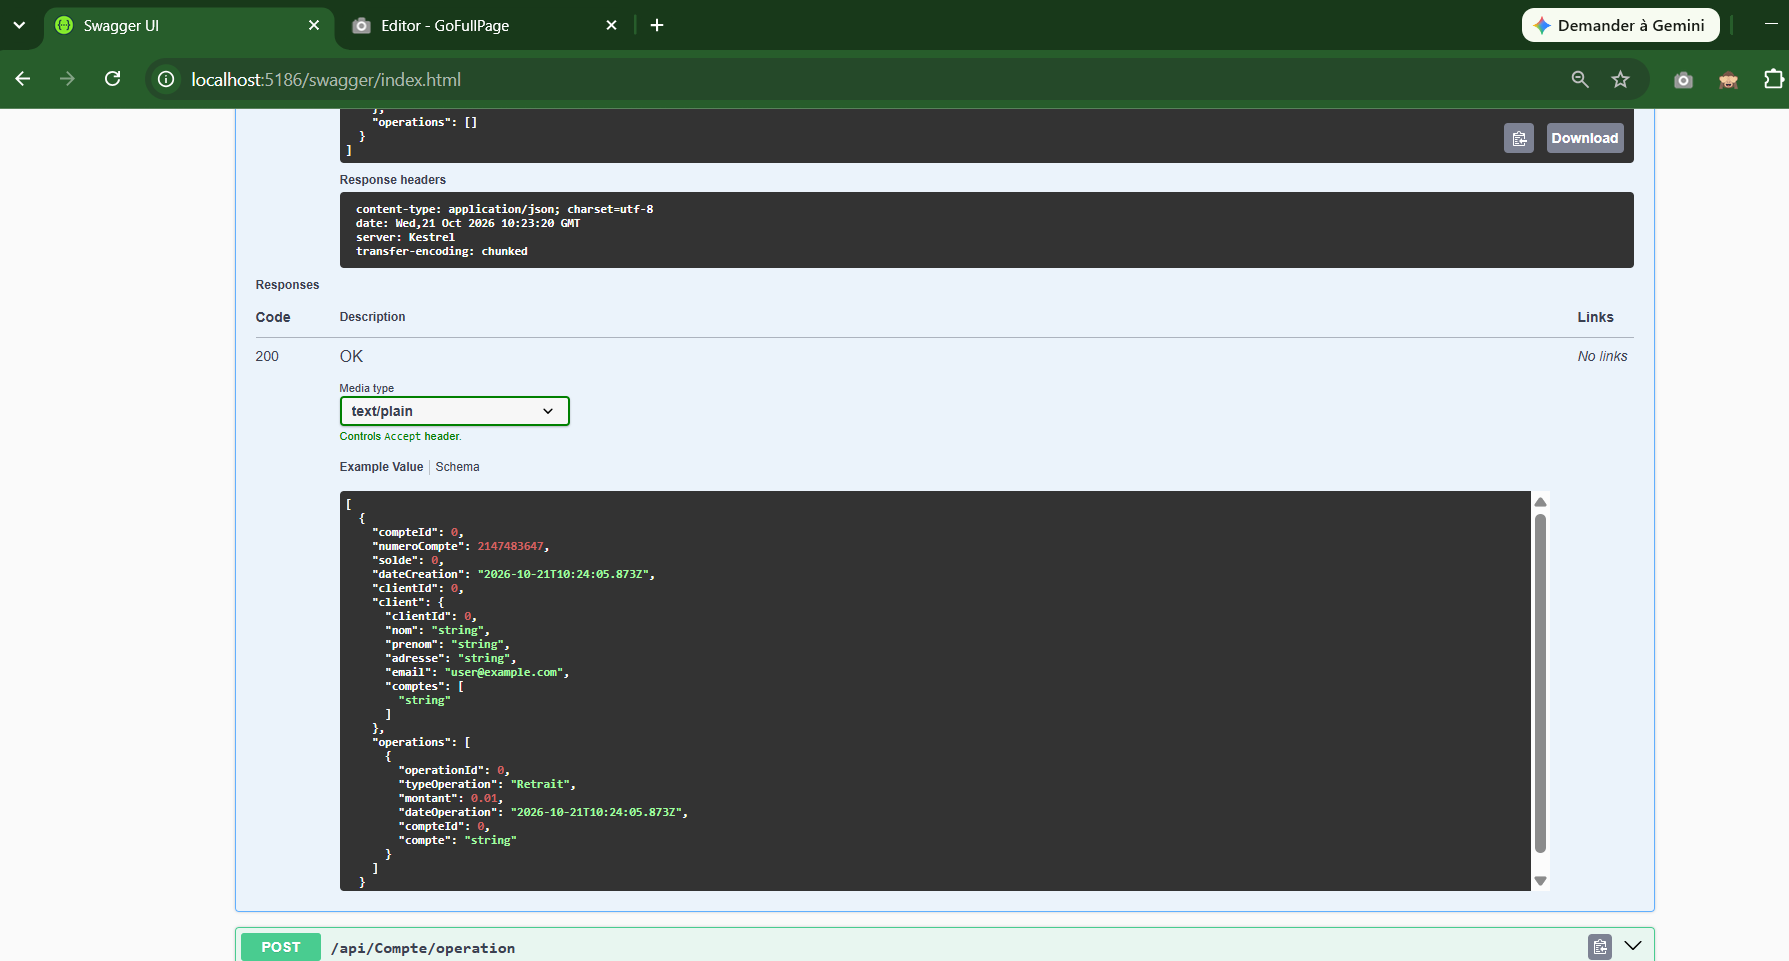 Swagger UI
Editor - GoFullPage
Demander à Gemini
localhost:5186/swagger/index.html
},
"operations": []
}
]
Download
Response headers
content-type: application/json; charset=utf-8
date: Wed,21 Oct 2026 10:23:20 GMT
server: Kestrel
transfer-encoding: chunked
Responses
Code Description Links
200 OK No links
Media type
text/plain
Controls Accept header.
Example Value Schema
[
{
"compteId": 0,
"numeroCompte": 2147483647,
"solde": 0,
"dateCreation": "2026-10-21T10:24:05.873Z",
"clientId": 0,
"client": {
"clientId": 0,
"nom": "string",
"prenom": "string",
"adresse": "string",
"email": "user@example.com",
"comptes": [
"string"
]
},
"operations": [
{
"operationId": 0,
"typeOperation": "Retrait",
"montant": 0.01,
"dateOperation": "2026-10-21T10:24:05.873Z",
"compteId": 0,
"compte": "string"
}
]
}
POST /api/Compte/operation